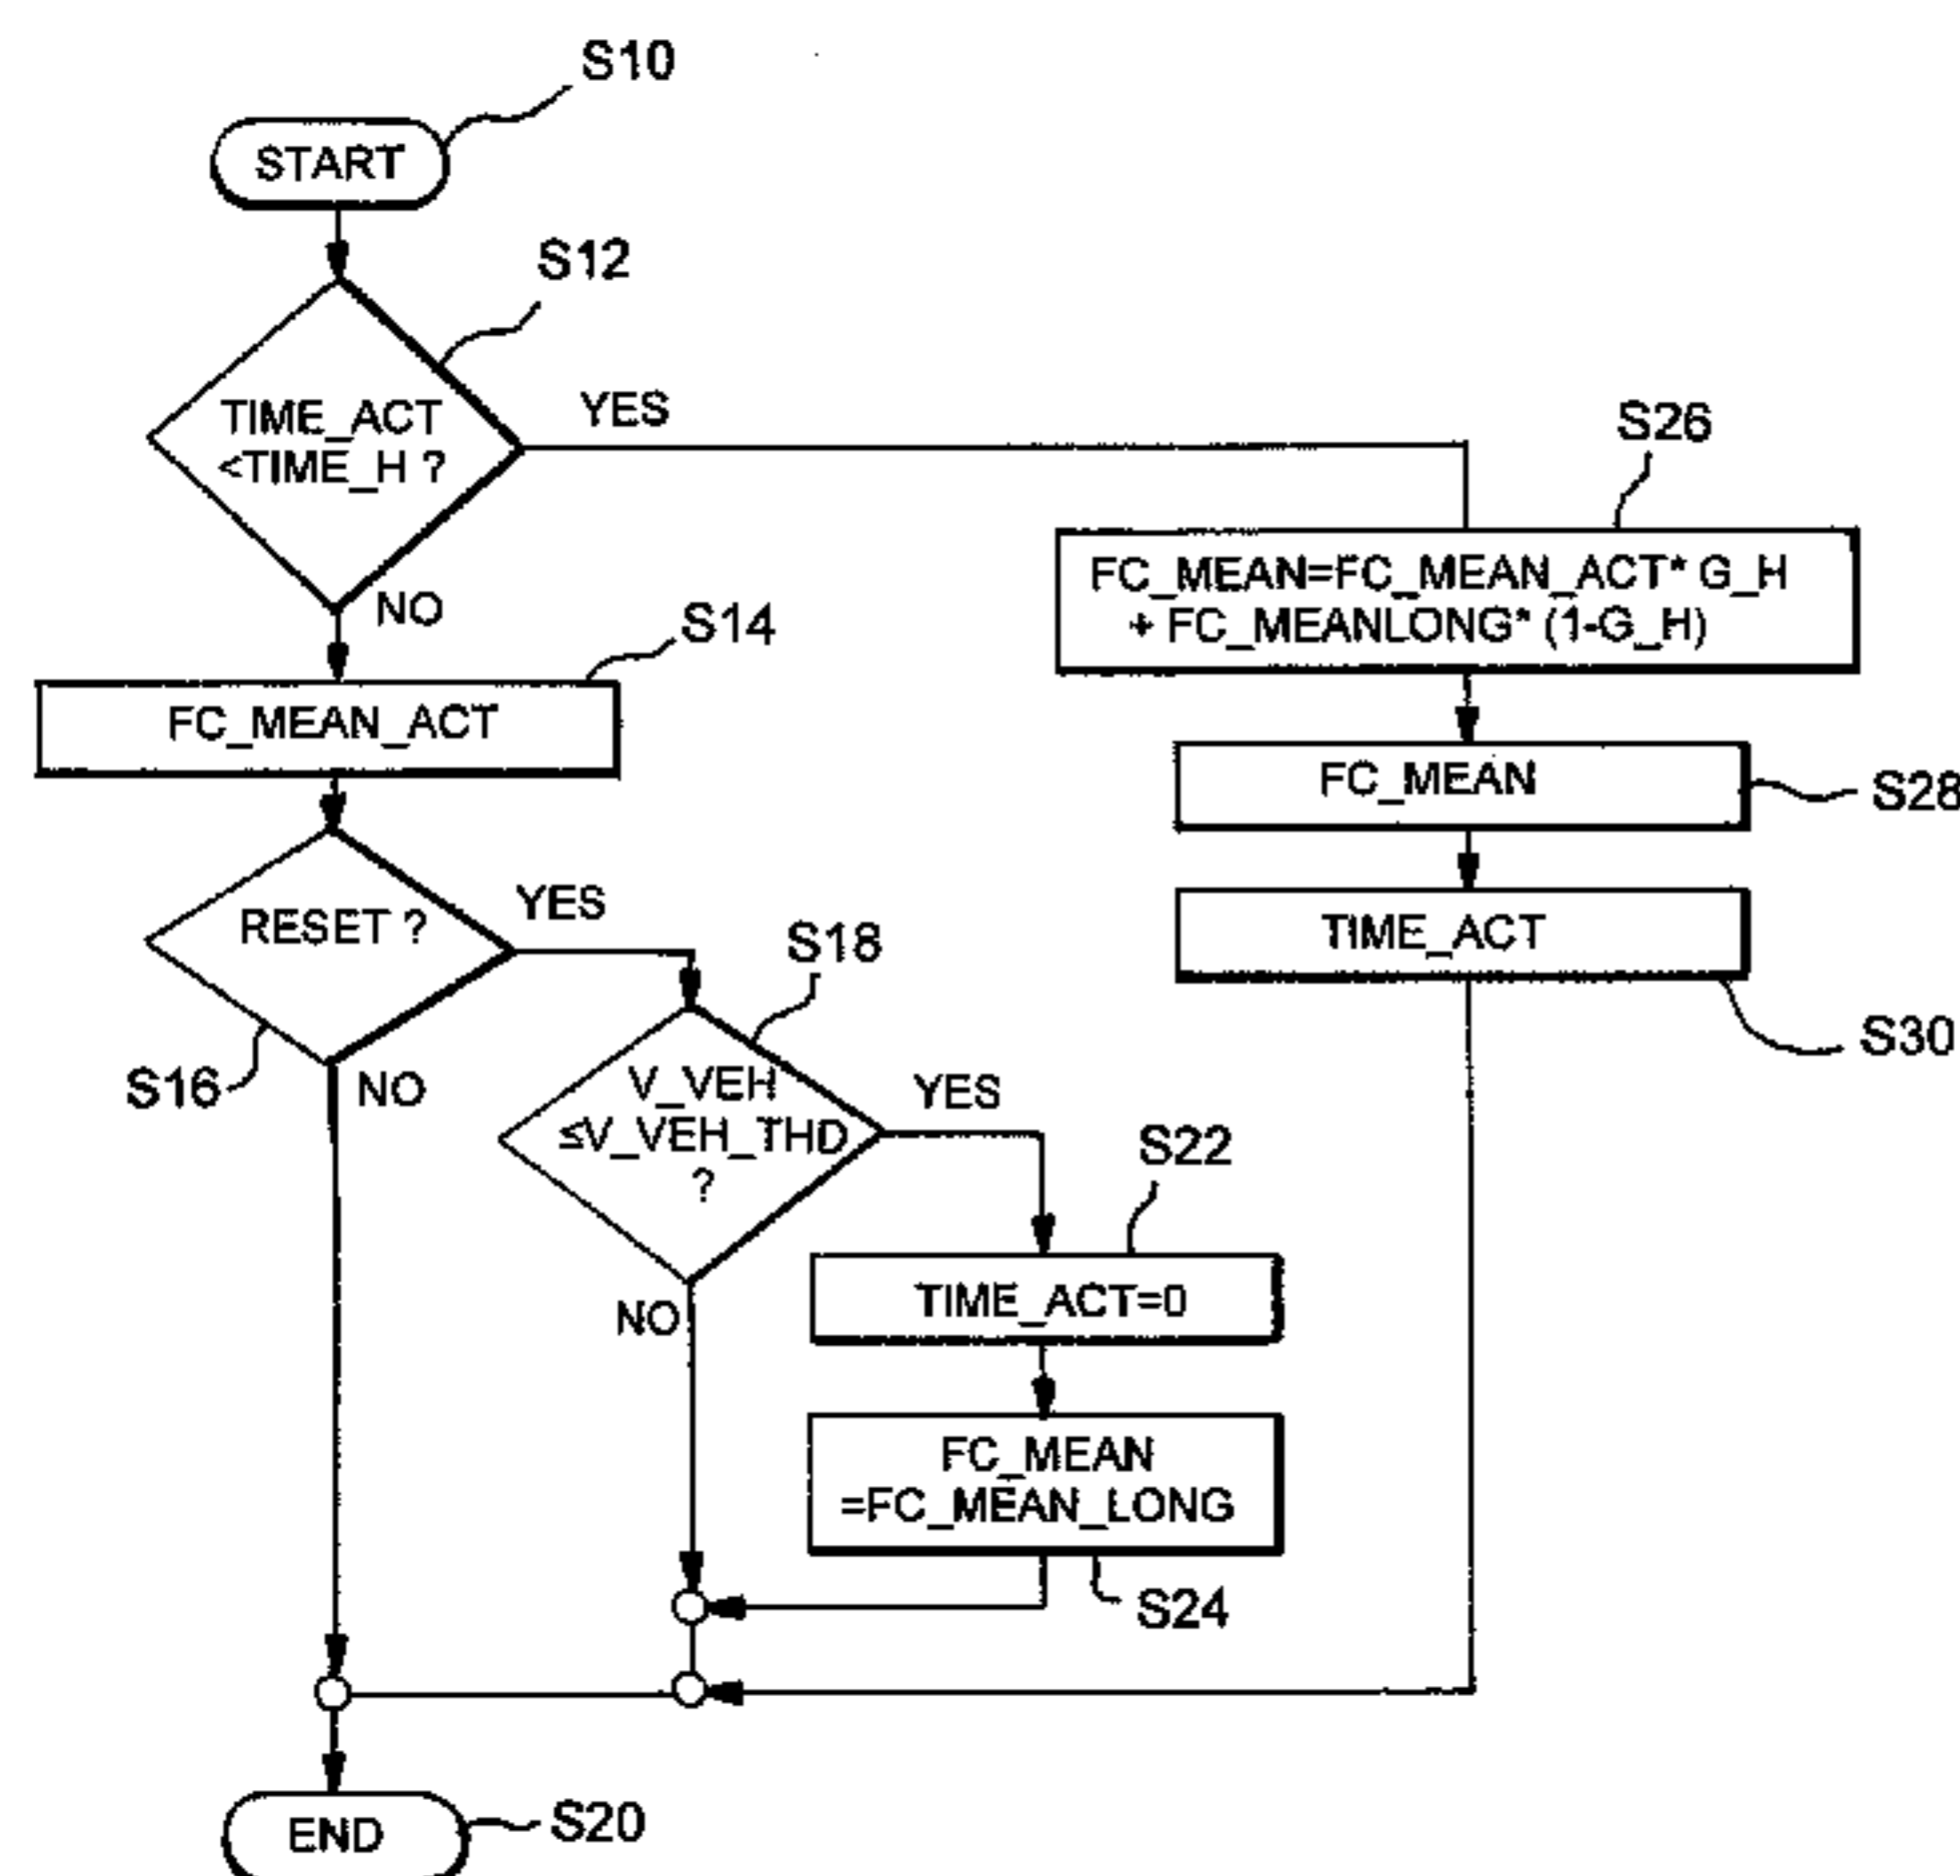 S10
START
S12
TIME_ACT
<TIME_H ?
YES
NO
S26
FC_MEAN=FC_MEAN_ACT* G_H
+ FC_MEANLONG* (1-G_H)
S14
FC_MEAN_ACT
FC_MEAN
S28
RESET ?
YES
S16
NO
TIME_ACT
S30
S18
V_VEH
≤V_VEH_THD
?
YES
NO
S22
TIME_ACT=0
FC_MEAN
=FC_MEAN_LONG
S24
END
S20